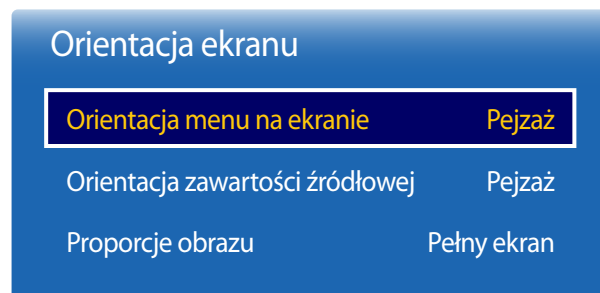 Orientacja ekranu
Orientacja menu na ekranie Pejzaż
Orientacja zawartości źródłowej Pejzaż
Proporcje obrazu Pełny ekran